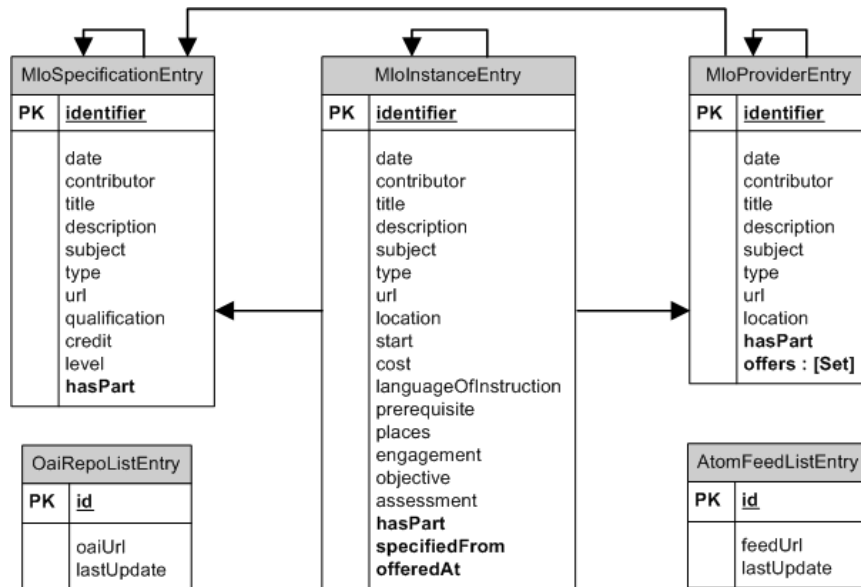 MloSpecificationEntry
PK identifier
date
contributor
title
description
subject
type
url
qualification
credit
level
hasPart
MloInstanceEntry
PK identifier
date
contributor
title
description
subject
type
url
location
start
cost
languageOfInstruction
prerequisite
places
engagement
objective
assessment
hasPart
specifiedFrom
offeredAt
MloProviderEntry
PK identifier
date
contributor
title
description
subject
type
url
location
hasPart
offers : [Set]
OaiRepoListEntry
PK id
oaiUrl
lastUpdate
AtomFeedListEntry
PK id
feedUrl
lastUpdate